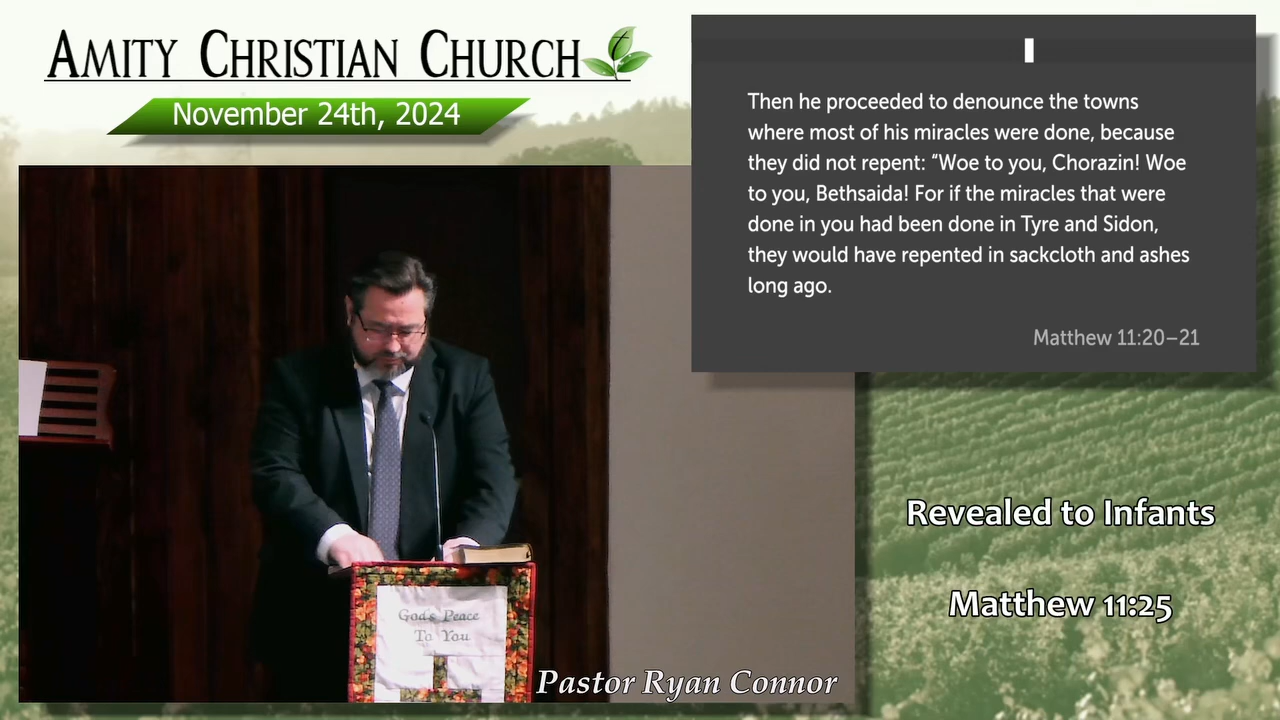 AMITY CHRISTIAN CHURCH
November 24th, 2024
Then he proceeded to denounce the towns
where most of his miracles were done, because
they did not repent: “Woe to you, Chorazin! Woe
to you, Bethsaida! For if the miracles that were
done in you had been done in Tyre and Sidon,
they would have repented in sackcloth and ashes
long ago.
Matthew 11:20–21
Revealed to Infants
Matthew 11:25
God's Peace
To You
Pastor Ryan Connor